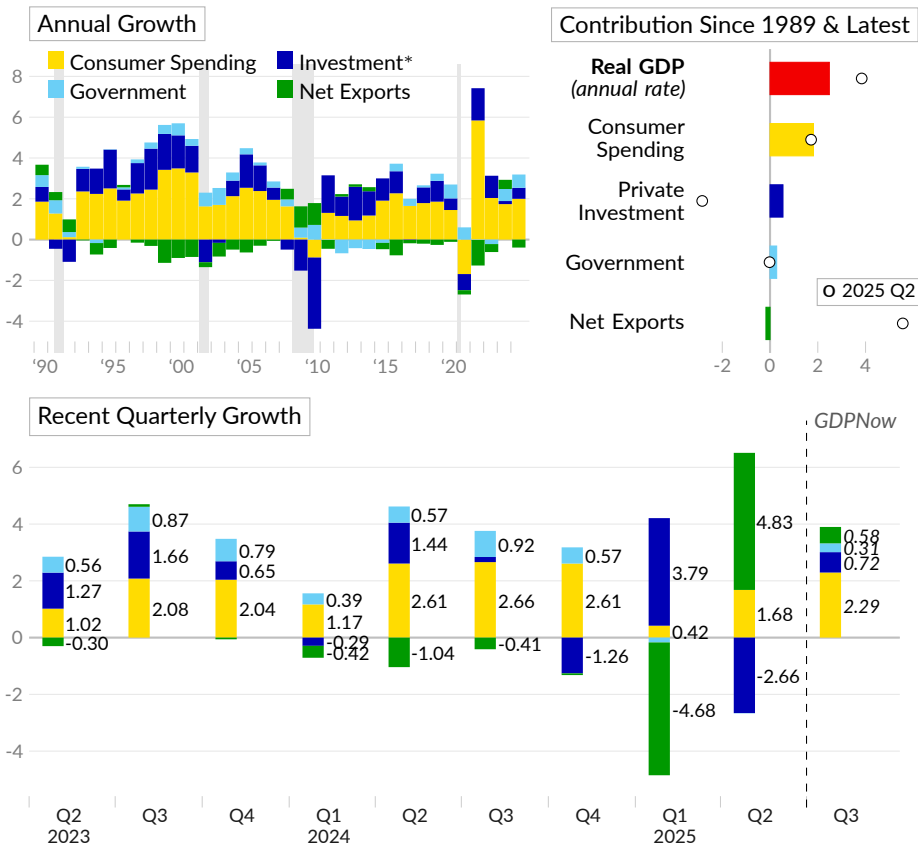 Annual Growth
Consumer Spending
Investment*
Government
Net Exports
8
6
4
2
0
-2
-4
‘90
‘95
‘00
‘05
‘10
‘15
‘20
Contribution Since 1989 & Latest
Real GDP
(annual rate)
Consumer
Spending
Private
Investment
Government
o 2025 Q2
Net Exports
-2
0
2
4
Recent Quarterly Growth
GDPNow
6
4
2
0
-2
-4
0.56
1.27
1.02
-0.30
0.87
1.66
2.08
0.79
0.65
2.04
0.39
1.17
-0.29
-0.42
0.57
1.44
2.61
-1.04
0.92
2.66
-0.41
0.57
2.61
-1.26
3.79
0.42
-4.68
4.83
1.68
-2.66
0.58
0.31
0.72
2.29
Q2
2023
Q3
Q4
Q1
2024
Q2
Q3
Q4
Q1
2025
Q2
Q3